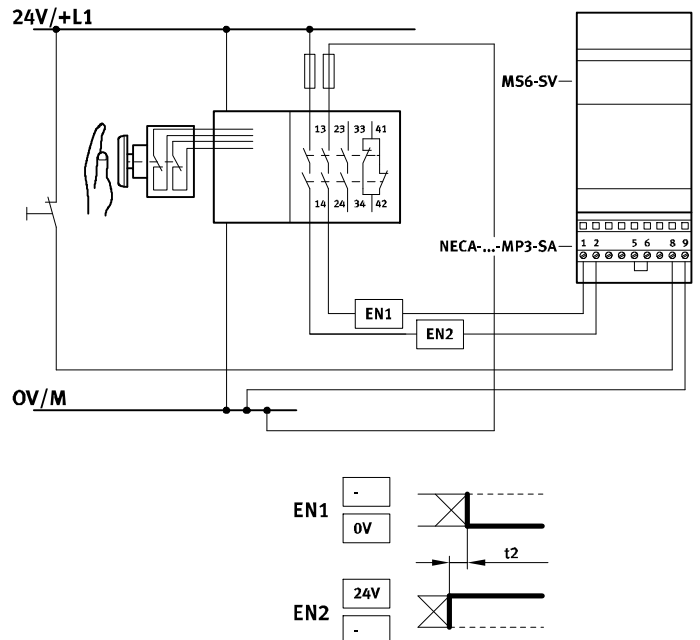 24V/+L1
MS6-SV
13 23 33 41
14 24 34 42
NECA-...-MP3-SA
1 2 5 6 8 9
EN1
EN2
0V/M
EN1
-
0V
t2
EN2
24V
-